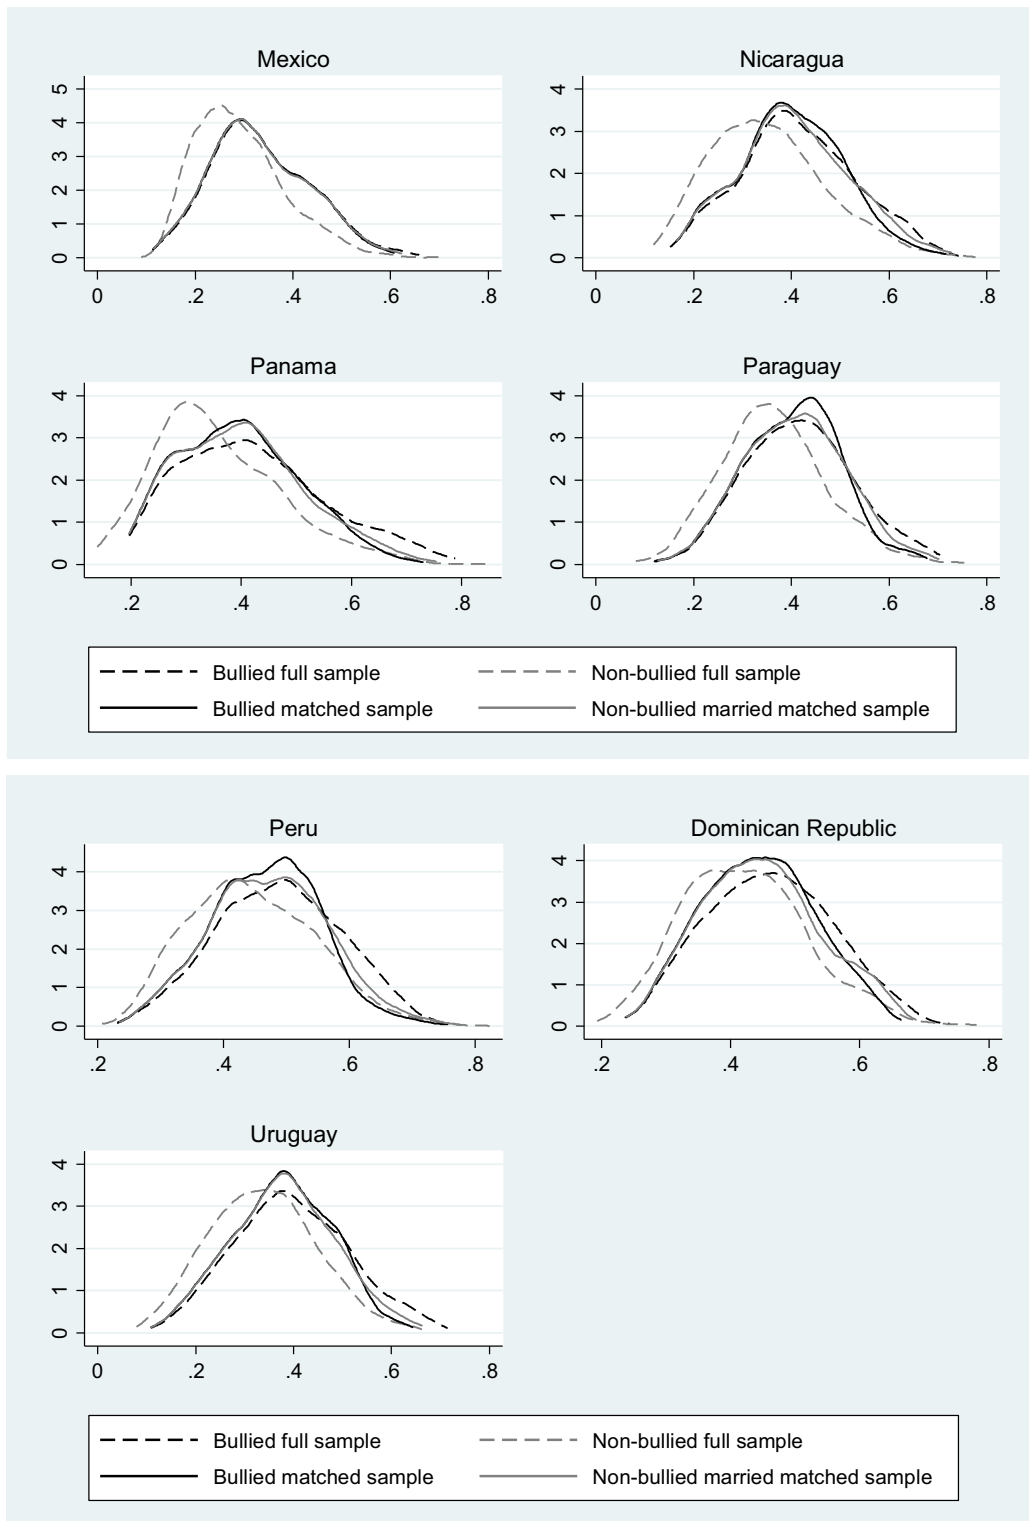 Mexico
5
4
3
2
1
0
0 .2 .4 .6 .8
Nicaragua
4
3
2
1
0
0 .2 .4 .6 .8
Panama
4
3
2
1
0
.2 .4 .6 .8
Paraguay
4
3
2
1
0
0 .2 .4 .6 .8
Bullied full sample Non-bullied full sample
Bullied matched sample Non-bullied married matched sample
Peru
4
3
2
1
0
.2 .4 .6 .8
Dominican Republic
4
3
2
1
0
.2 .4 .6 .8
Uruguay
4
3
2
1
0
0 .2 .4 .6 .8
Bullied full sample Non-bullied full sample
Bullied matched sample Non-bullied married matched sample